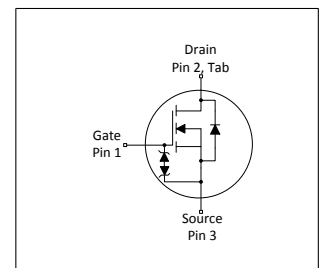 Drain
Pin 2, Tab
Gate
Pin 1
Source
Pin 3